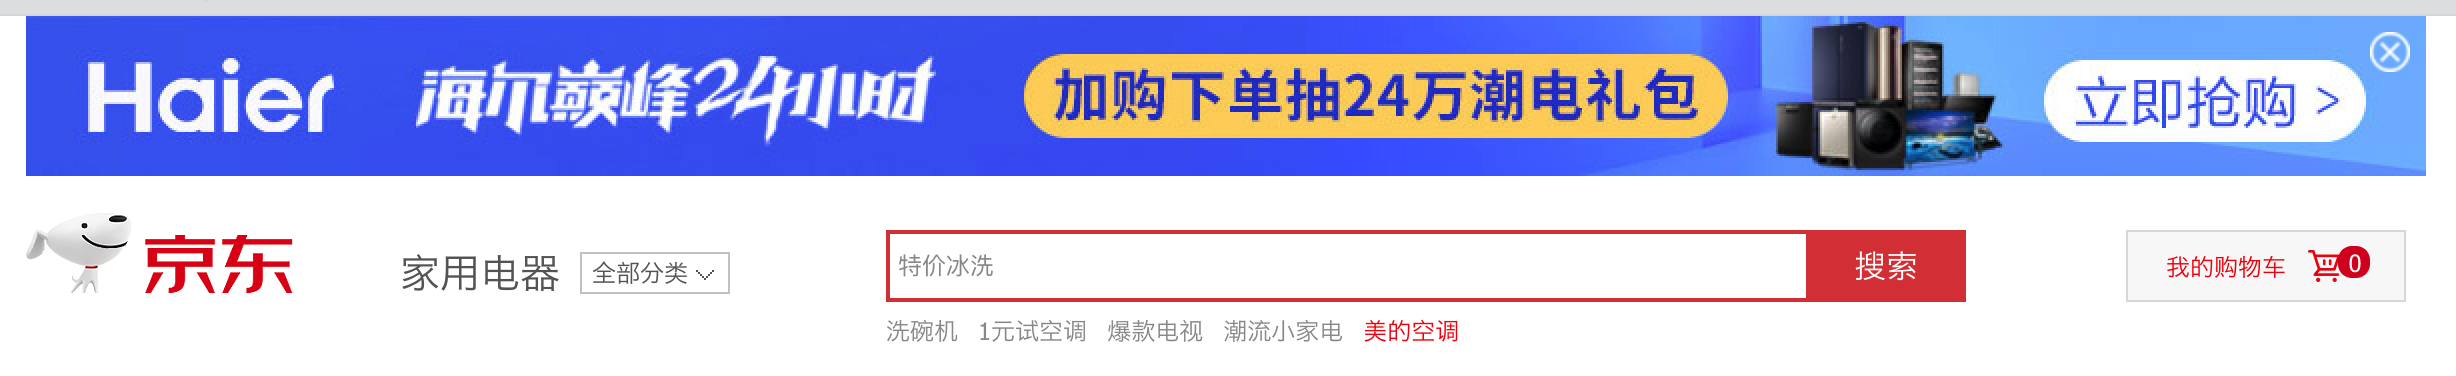 Haier 海尔巅峰24小时 加购下单抽24万潮电礼包 立即抢购 >
京东 家用电器 全部分类 特价冰洗 搜索 我的购物车 0
洗碗机 1元试空调 爆款电视 潮流小家电 美的空调